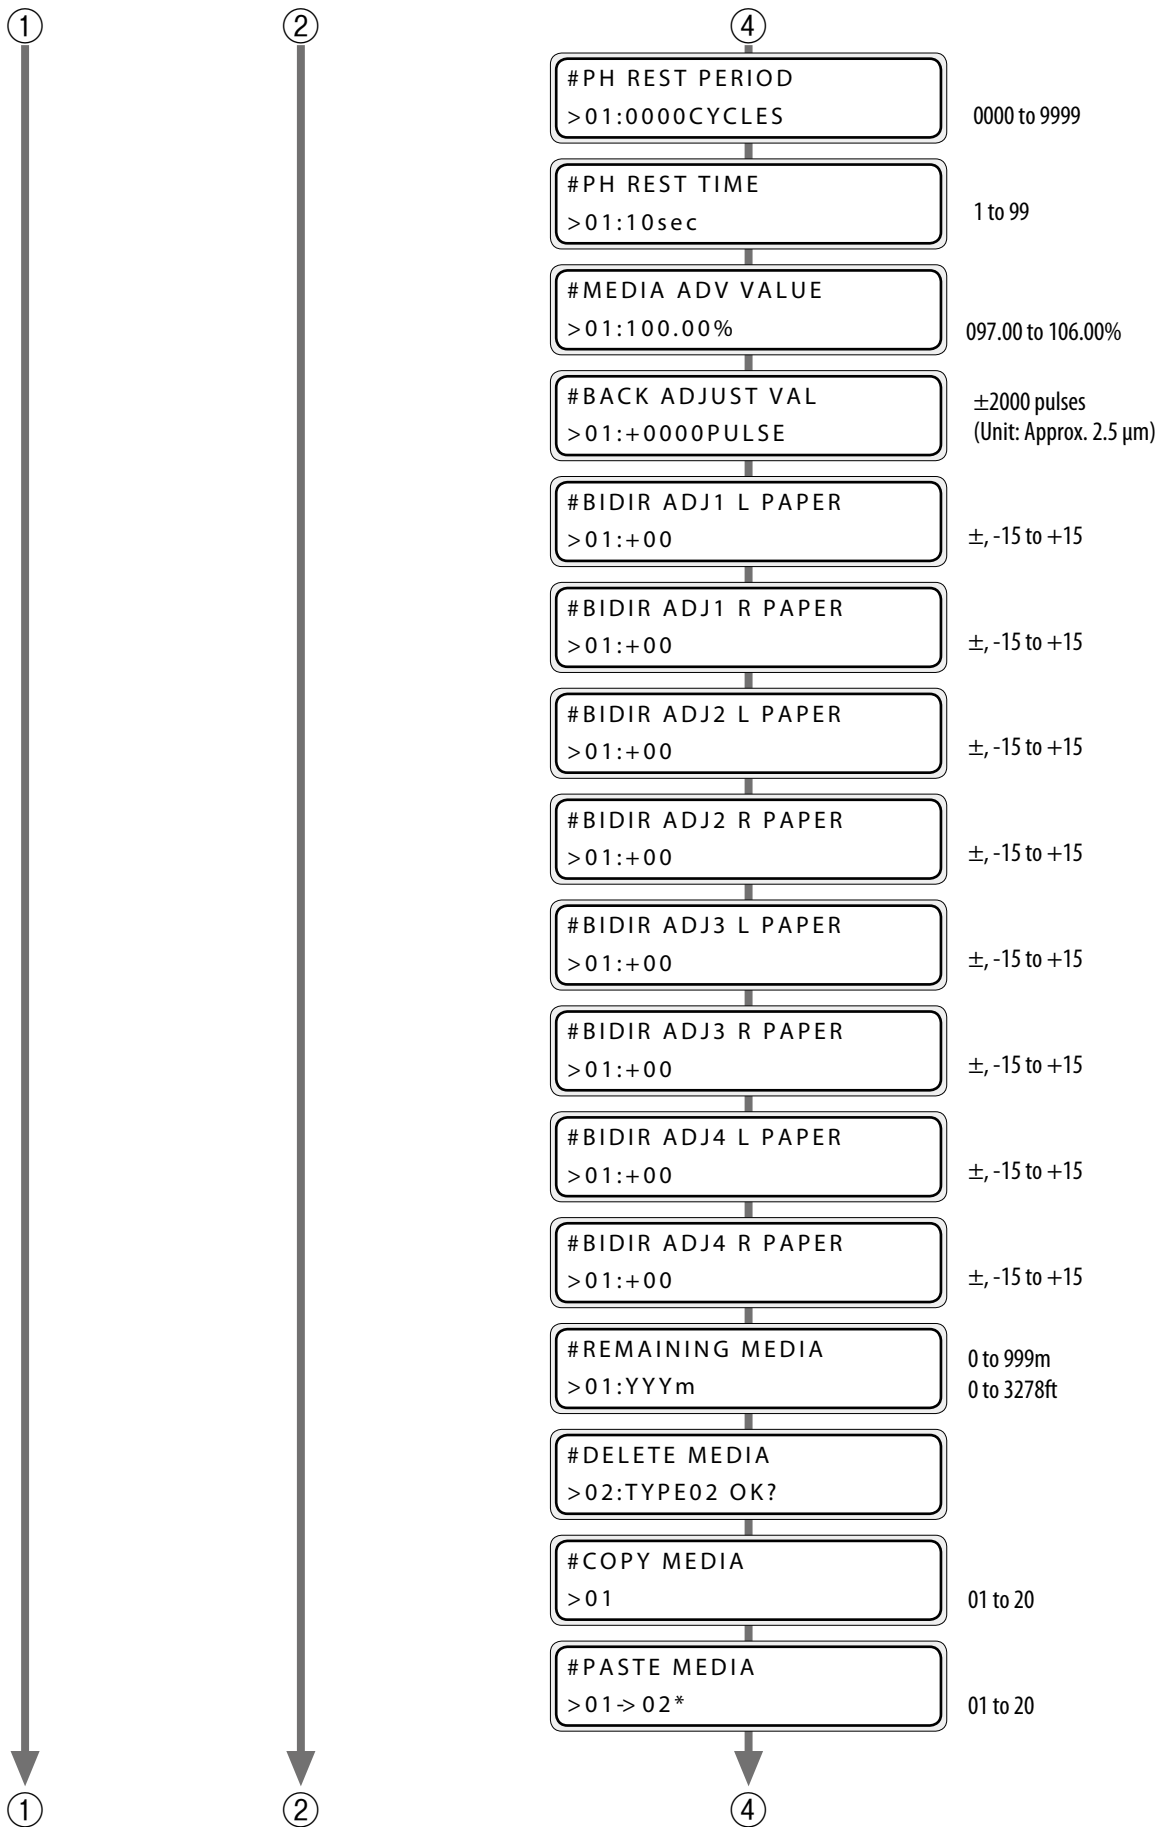 ① ② ④
#PH REST PERIOD
>01:0000CYCLES
0000 to 9999
#PH REST TIME
>01:10sec
1 to 99
#MEDIA ADV VALUE
>01:100.00%
097.00 to 106.00%
#BACK ADJUST VAL
>01:+0000PULSE
±2000 pulses
(Unit: Approx. 2.5 µm)
#BIDIR ADJ1 L PAPER
>01:+00
±, -15 to +15
#BIDIR ADJ1 R PAPER
>01:+00
±, -15 to +15
#BIDIR ADJ2 L PAPER
>01:+00
±, -15 to +15
#BIDIR ADJ2 R PAPER
>01:+00
±, -15 to +15
#BIDIR ADJ3 L PAPER
>01:+00
±, -15 to +15
#BIDIR ADJ3 R PAPER
>01:+00
±, -15 to +15
#BIDIR ADJ4 L PAPER
>01:+00
±, -15 to +15
#BIDIR ADJ4 R PAPER
>01:+00
±, -15 to +15
#REMAINING MEDIA
>01:YYYm
0 to 999m
0 to 3278ft
#DELETE MEDIA
>02:TYPE02 OK?
#COPY MEDIA
>01
01 to 20
#PASTE MEDIA
>01->02*
01 to 20
① ② ④